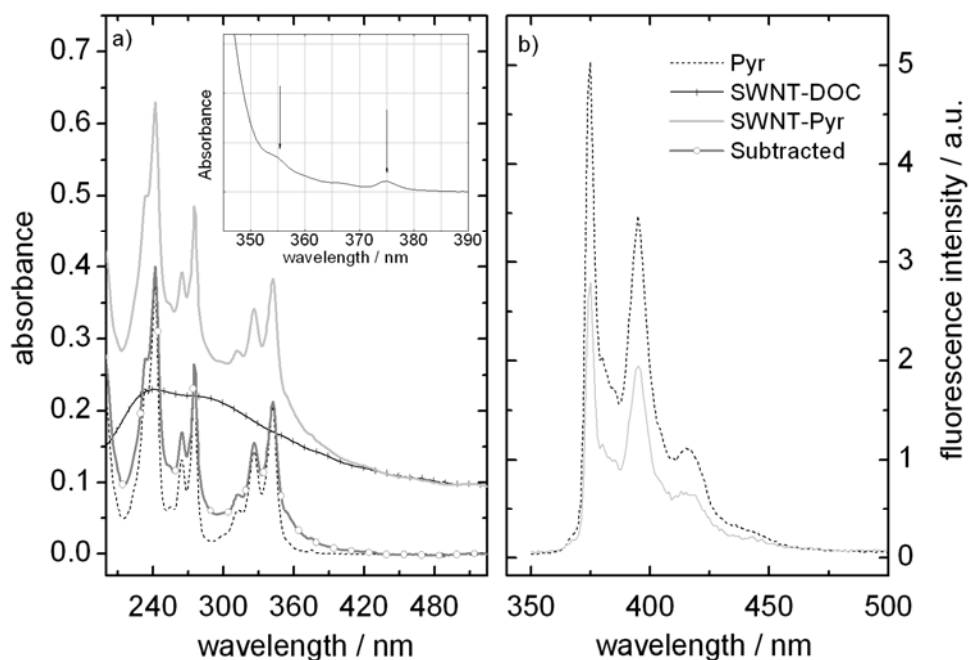 a)
0.7
0.6
0.5
0.4
0.3
0.2
0.1
0.0
absorbance
240 300 360 420 480
wavelength / nm
Absorbance
350 360 370 380 390
wavelength / nm
b)
Pyr
SWNT-DOC
SWNT-Pyr
Subtracted
5
4
3
2
1
0
fluorescence intensity / a.u.
350 400 450 500
wavelength / nm